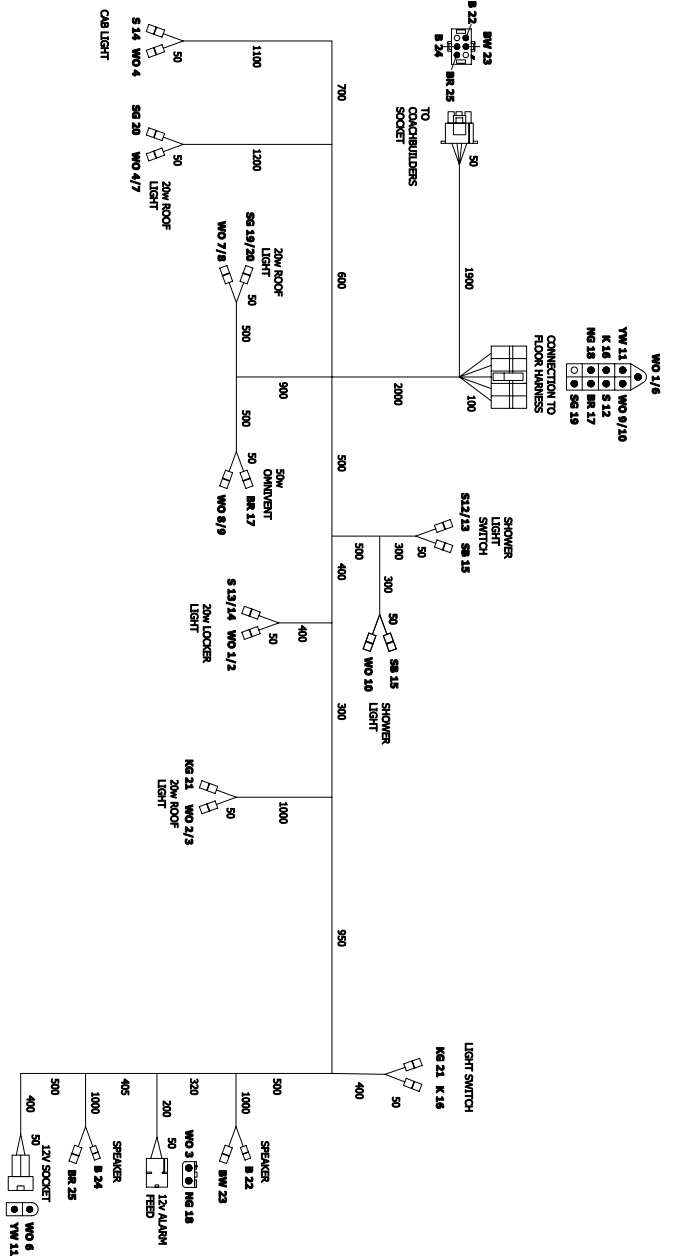 B 22
BW 23
B 24
BR 25
TO
COACHBUILDERS
SOCKET
50
1900
WO 1/6
YW 11
WO 9/10
K 16
S 12
NG 18
BR 17
SG 19
CONNECTION TO
FLOOR HARNESS
100
2000
CAB LIGHT
S 14
WO 4
50
1100
700
SG 20
WO 4/7
50
20w ROOF
LIGHT
1200
600
20w ROOF
LIGHT
SG 19/20
WO 7/8
50
500
900
500
50
50w
OMNIVENT
BR 17
WO 8/9
500
SHOWER
LIGHT
SWITCH
S12/13
SB 15
50
300
500
300
50
SB 15
WO 10
SHOWER
LIGHT
400
S 13/14
WO 1/2
50
20w LOCKER
LIGHT
400
300
KG 21
WO 2/3
50
20w ROOF
LIGHT
1000
950
LIGHT SWITCH
KG 21
K 16
50
400
500
SPEAKER
B 22
BW 23
1000
320
WO 3
NG 18
12v ALARM
FEED
50
200
405
SPEAKER
B 24
BR 25
1000
500
12V SOCKET
50
400
WO 6
YW 11